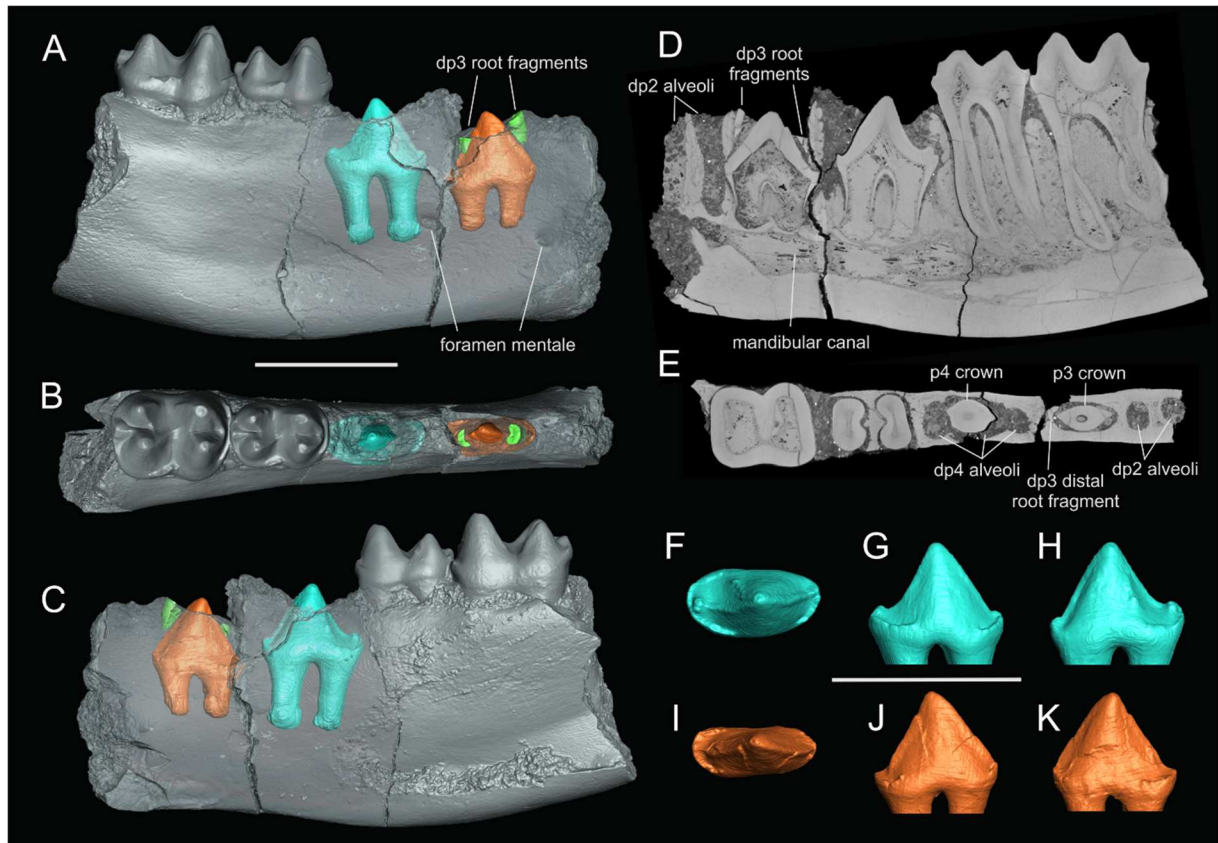 A
dp3 root fragments
foramen mentale
B
C
D
dp3 root
fragments
dp2 alveoli
mandibular canal
E
p4 crown
p3 crown
dp4 alveoli
dp2 alveoli
dp3 distal
root fragment
F
G
H
I
J
K